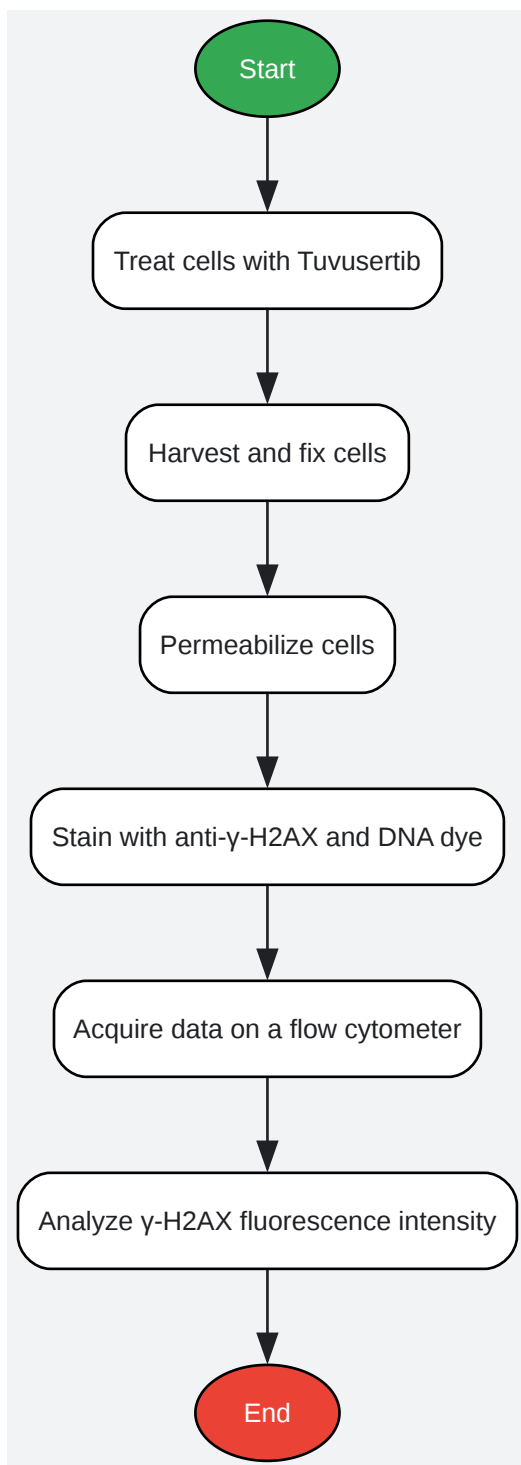 Start
Treat cells with Tuvusertib
Harvest and fix cells
Permeabilize cells
Stain with anti-γ-H2AX and DNA dye
Acquire data on a flow cytometer
Analyze γ-H2AX fluorescence intensity
End